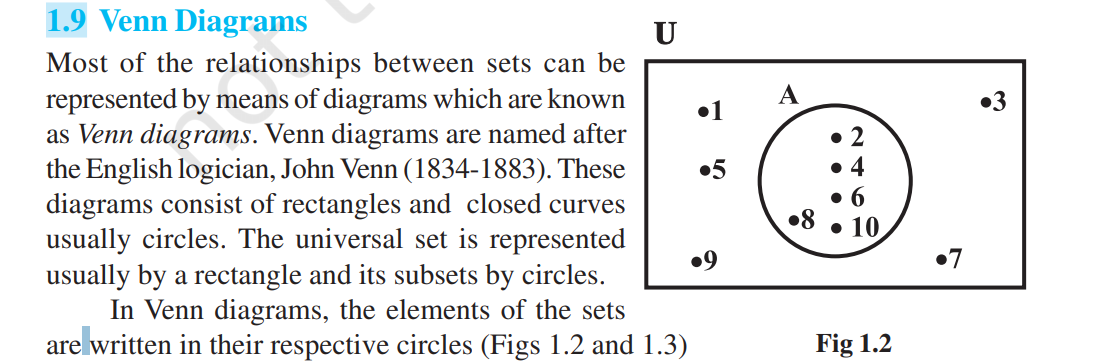 1.9 Venn Diagrams
Most of the relationships between sets can be
represented by means of diagrams which are known
as Venn diagrams. Venn diagrams are named after
the English logician, John Venn (1834-1883). These
diagrams consist of rectangles and closed curves
usually circles. The universal set is represented
usually by a rectangle and its subsets by circles.
In Venn diagrams, the elements of the sets
are written in their respective circles (Figs 1.2 and 1.3)
U
A
•1
•3
• 2
•5
• 4
• 6
•8
• 10
•9
•7
Fig 1.2
not